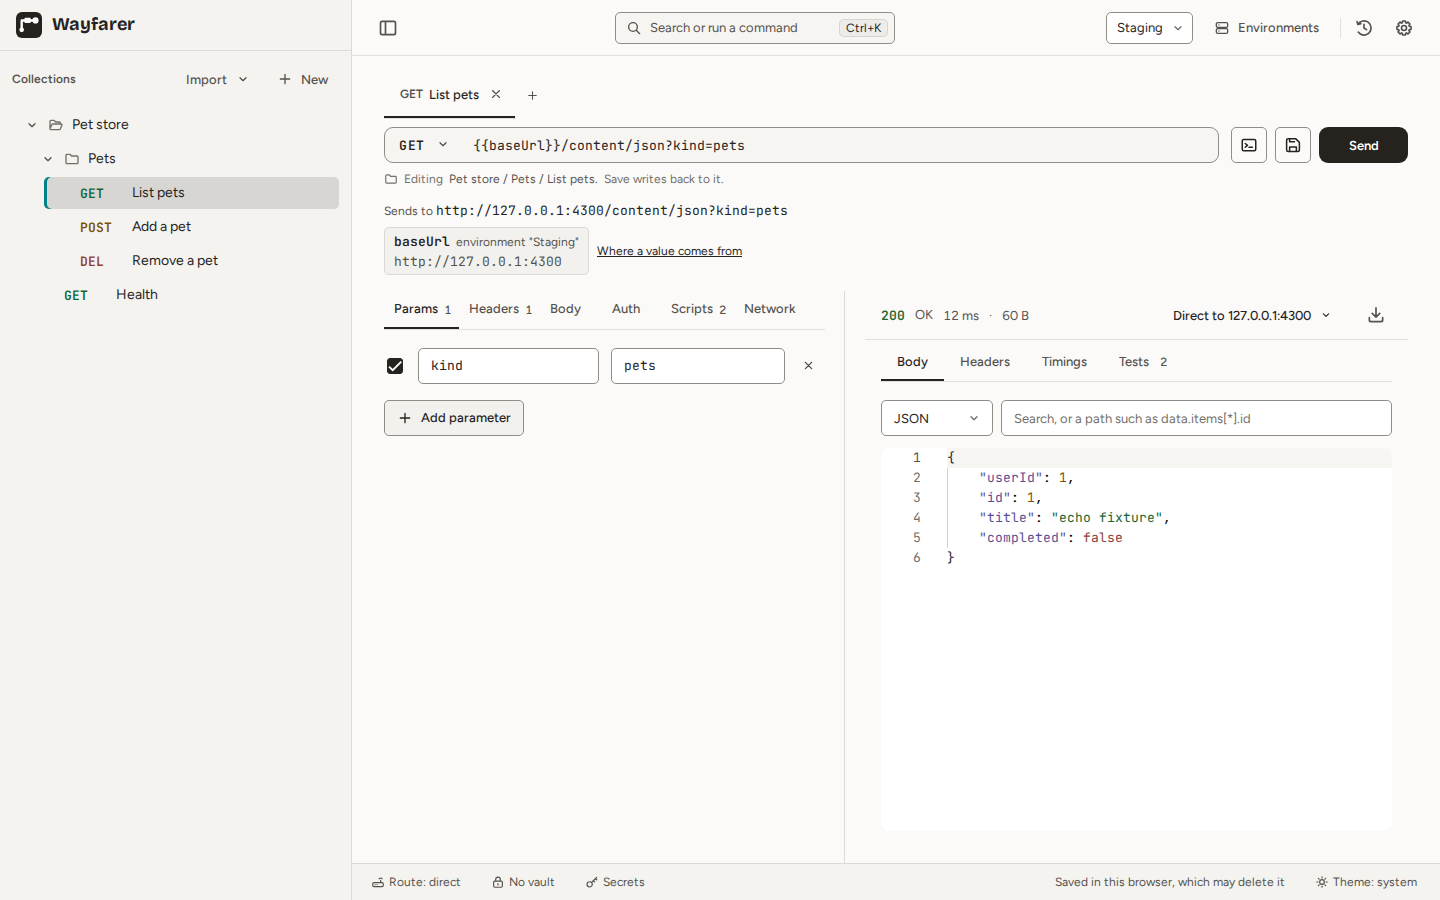 Wayfarer
Search or run a command Ctrl+K
Staging
Environments
Collections
Import
New
Pet store
Pets
GET List pets
POST Add a pet
DEL Remove a pet
GET Health
GET List pets
GET {{baseUrl}}/content/json?kind=pets
Send
Editing Pet store / Pets / List pets. Save writes back to it.
Sends to http://127.0.0.1:4300/content/json?kind=pets
baseUrl environment "Staging"
http://127.0.0.1:4300
Where a value comes from
Params 1 Headers 1 Body Auth Scripts 2 Network
kind pets
Add parameter
200 OK 12 ms · 60 B
Direct to 127.0.0.1:4300
Body Headers Timings Tests 2
JSON
Search, or a path such as data.items[*].id
1 {
2 "userId": 1,
3 "id": 1,
4 "title": "echo fixture",
5 "completed": false
6 }
Route: direct
No vault
Secrets
Saved in this browser, which may delete it
Theme: system